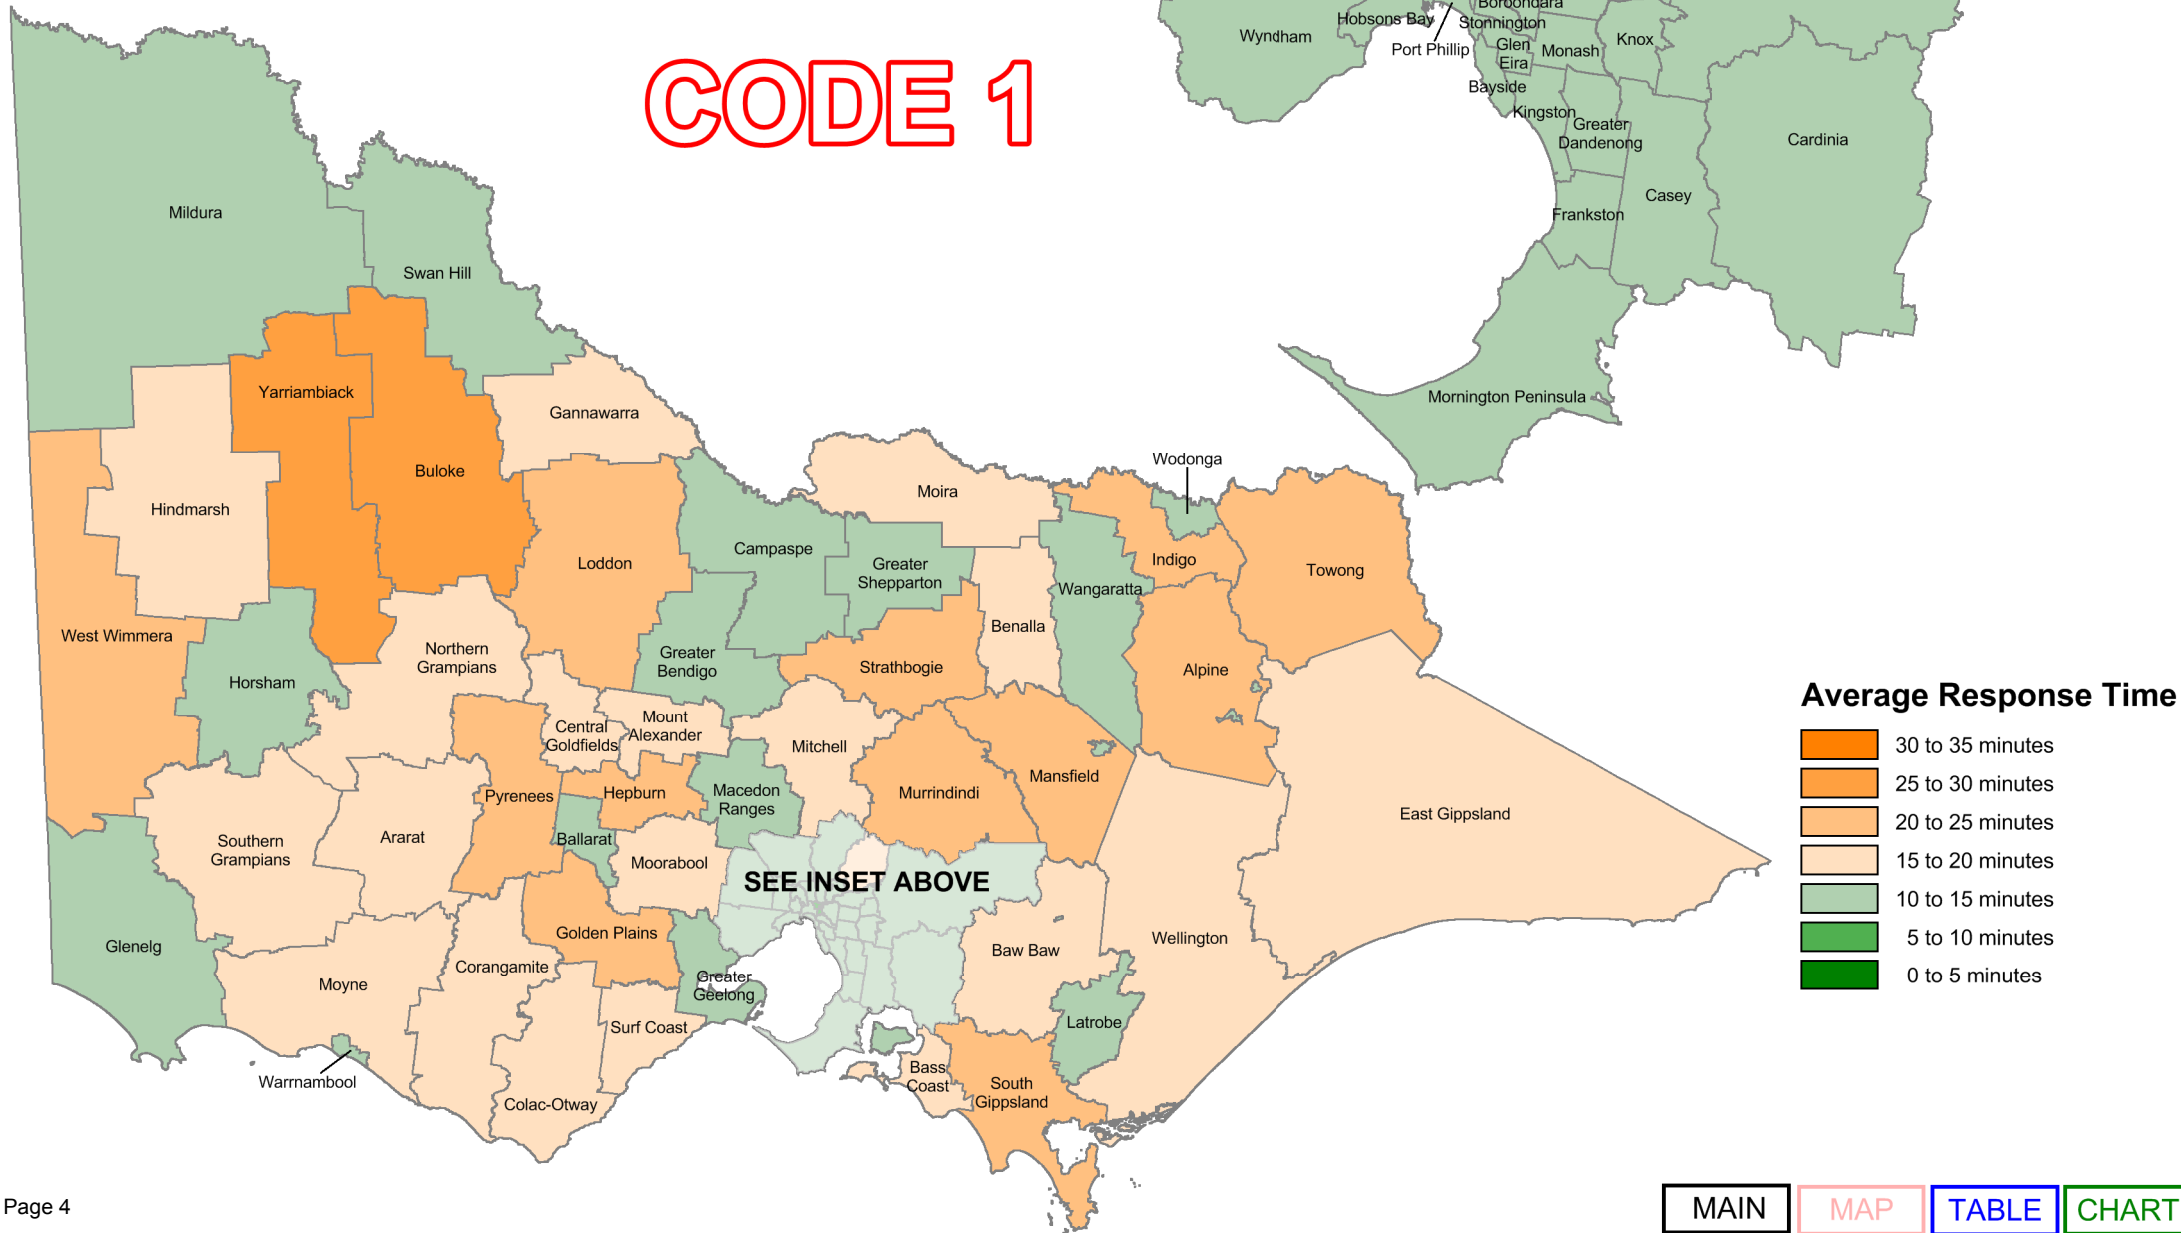 Boroondara
Hobsons Bay
Stonnington
Wyndham
Port Phillip
Glen
Eira
Monash
Knox
Bayside
Kingston
Greater
Dandenong
Cardinia
Casey
Frankston
Mornington Peninsula
CODE 1
Mildura
Swan Hill
Yarriambiack
Gannawarra
Buloke
Hindmarsh
Moira
Wodonga
Loddon
Campaspe
Greater
Shepparton
Indigo
Towong
Wangaratta
Benalla
West Wimmera
Northern
Grampians
Greater
Bendigo
Strathbogie
Alpine
Horsham
Central
Goldfields
Mount
Alexander
Mitchell
Mansfield
Murrindindi
Macedon
Ranges
Hepburn
Pyrenees
Southern
Grampians
Ararat
Ballarat
Moorabool
East Gippsland
SEE INSET ABOVE
Golden Plains
Glenelg
Moyne
Corangamite
Greater
Geelong
Baw Baw
Wellington
Latrobe
Surf Coast
Warrnambool
Bass
Coast
South
Gippsland
Colac-Otway
Average Response Time
30 to 35 minutes
25 to 30 minutes
20 to 25 minutes
15 to 20 minutes
10 to 15 minutes
5 to 10 minutes
0 to 5 minutes
Page 4
MAIN
MAP
TABLE
CHART